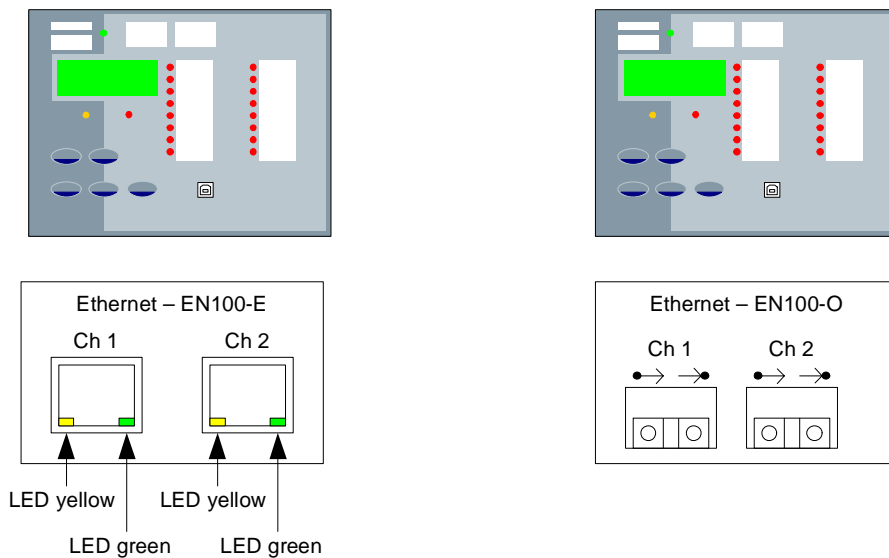 Ethernet – EN100-E
Ch 1
Ch 2
LED yellow
LED yellow
LED green
LED green
Ethernet – EN100-O
Ch 1
Ch 2